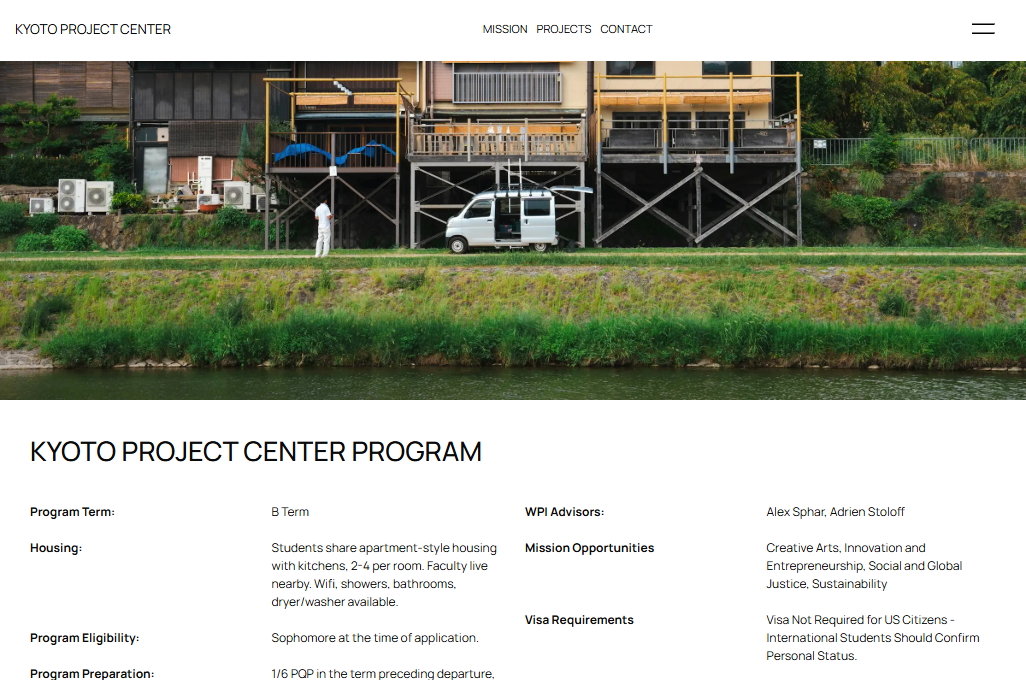 KYOTO PROJECT CENTER
MISSION PROJECTS CONTACT
KYOTO PROJECT CENTER PROGRAM
Program Term:
B Term
Housing:
Students share apartment-style housing
with kitchens, 2-4 per room. Faculty live
nearby. Wifi, showers, bathrooms,
dryer/washer available.
Program Eligibility:
Sophomore at the time of application.
Program Preparation:
1/6 PQP in the term preceding departure,
WPI Advisors:
Alex Sphar, Adrien Stoloff
Mission Opportunities
Creative Arts, Innovation and
Entrepreneurship, Social and Global
Justice, Sustainability
Visa Requirements
Visa Not Required for US Citizens -
International Students Should Confirm
Personal Status.